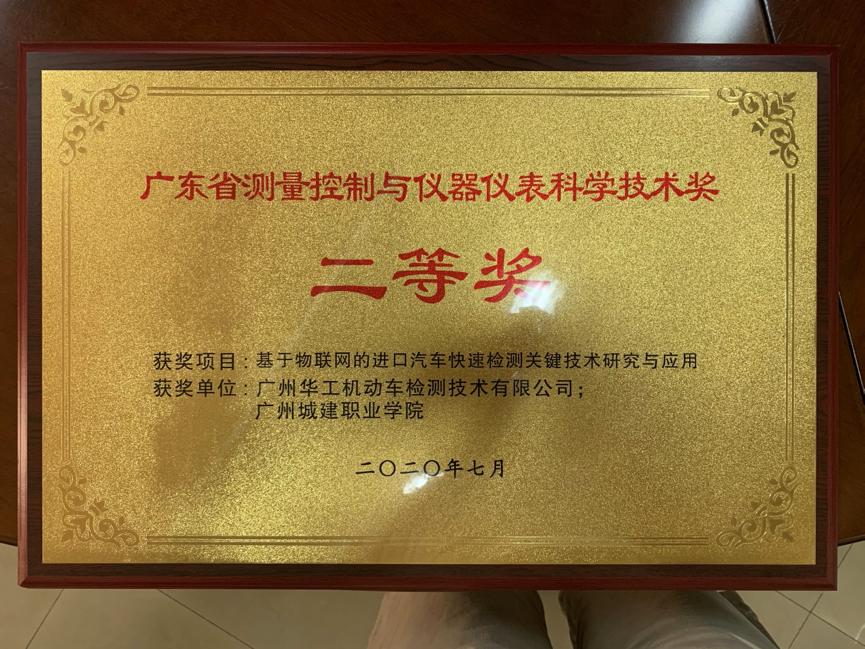 广东省测量控制与仪器仪表科学技术奖
二等奖
获奖项目：基于物联网的进口汽车快速检测关键技术研究与应用
获奖单位：广州华工机动车检测技术有限公司；
广州城建职业学院
二〇二〇年七月